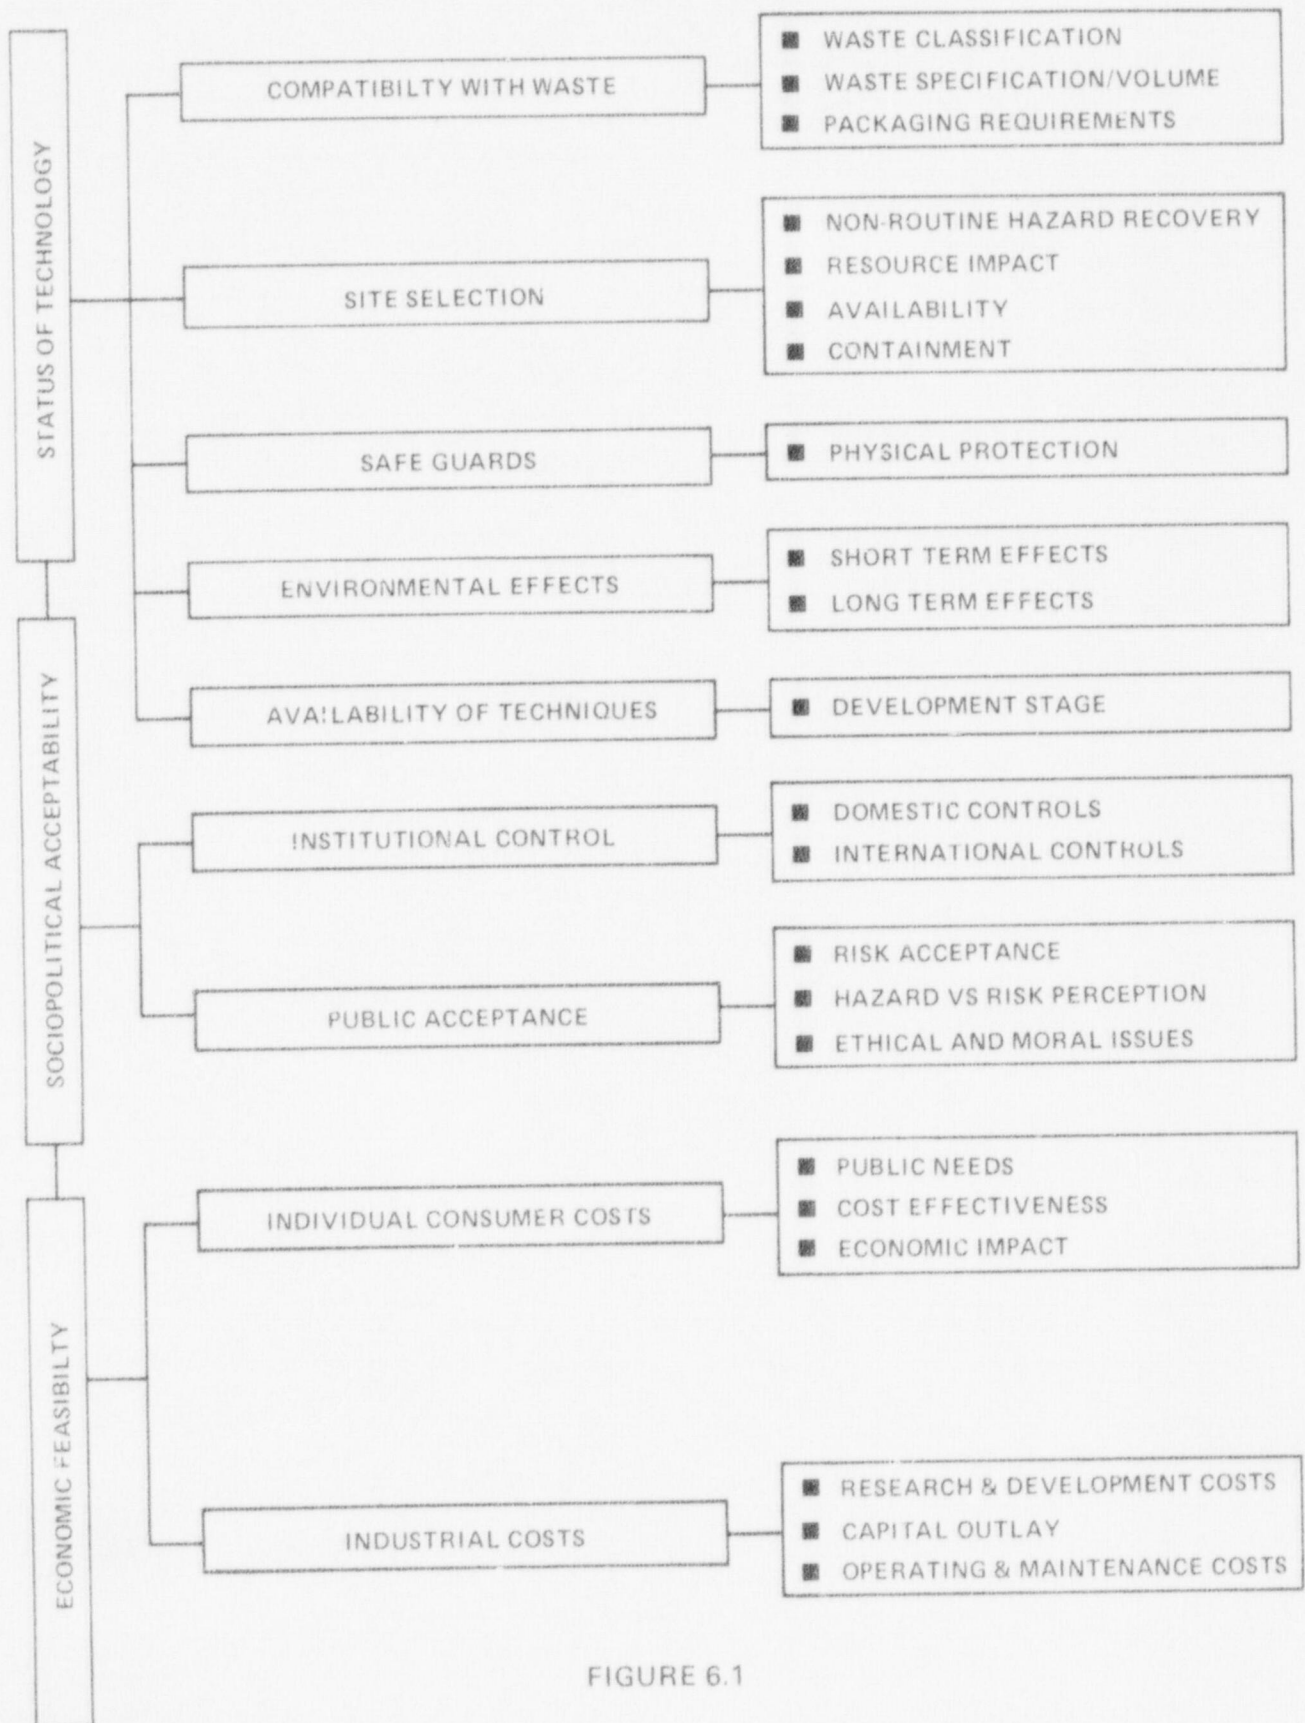 STATUS OF TECHNOLOGY
COMPATIBILTY WITH WASTE
WASTE CLASSIFICATION
WASTE SPECIFICATION/VOLUME
PACKAGING REQUIREMENTS
SITE SELECTION
NON-ROUTINE HAZARD RECOVERY
RESOURCE IMPACT
AVAILABILITY
CONTAINMENT
SAFE GUARDS
PHYSICAL PROTECTION
ENVIRONMENTAL EFFECTS
SHORT TERM EFFECTS
LONG TERM EFFECTS
AVAILABILITY OF TECHNIQUES
DEVELOPMENT STAGE
SOCIOPOLITICAL ACCEPTABILITY
INSTITUTIONAL CONTROL
DOMESTIC CONTROLS
INTERNATIONAL CONTROLS
PUBLIC ACCEPTANCE
RISK ACCEPTANCE
HAZARD VS RISK PERCEPTION
ETHICAL AND MORAL ISSUES
ECONOMIC FEASIBILTY
INDIVIDUAL CONSUMER COSTS
PUBLIC NEEDS
COST EFFECTIVENESS
ECONOMIC IMPACT
INDUSTRIAL COSTS
RESEARCH & DEVELOPMENT COSTS
CAPITAL OUTLAY
OPERATING & MAINTENANCE COSTS
FIGURE 6.1